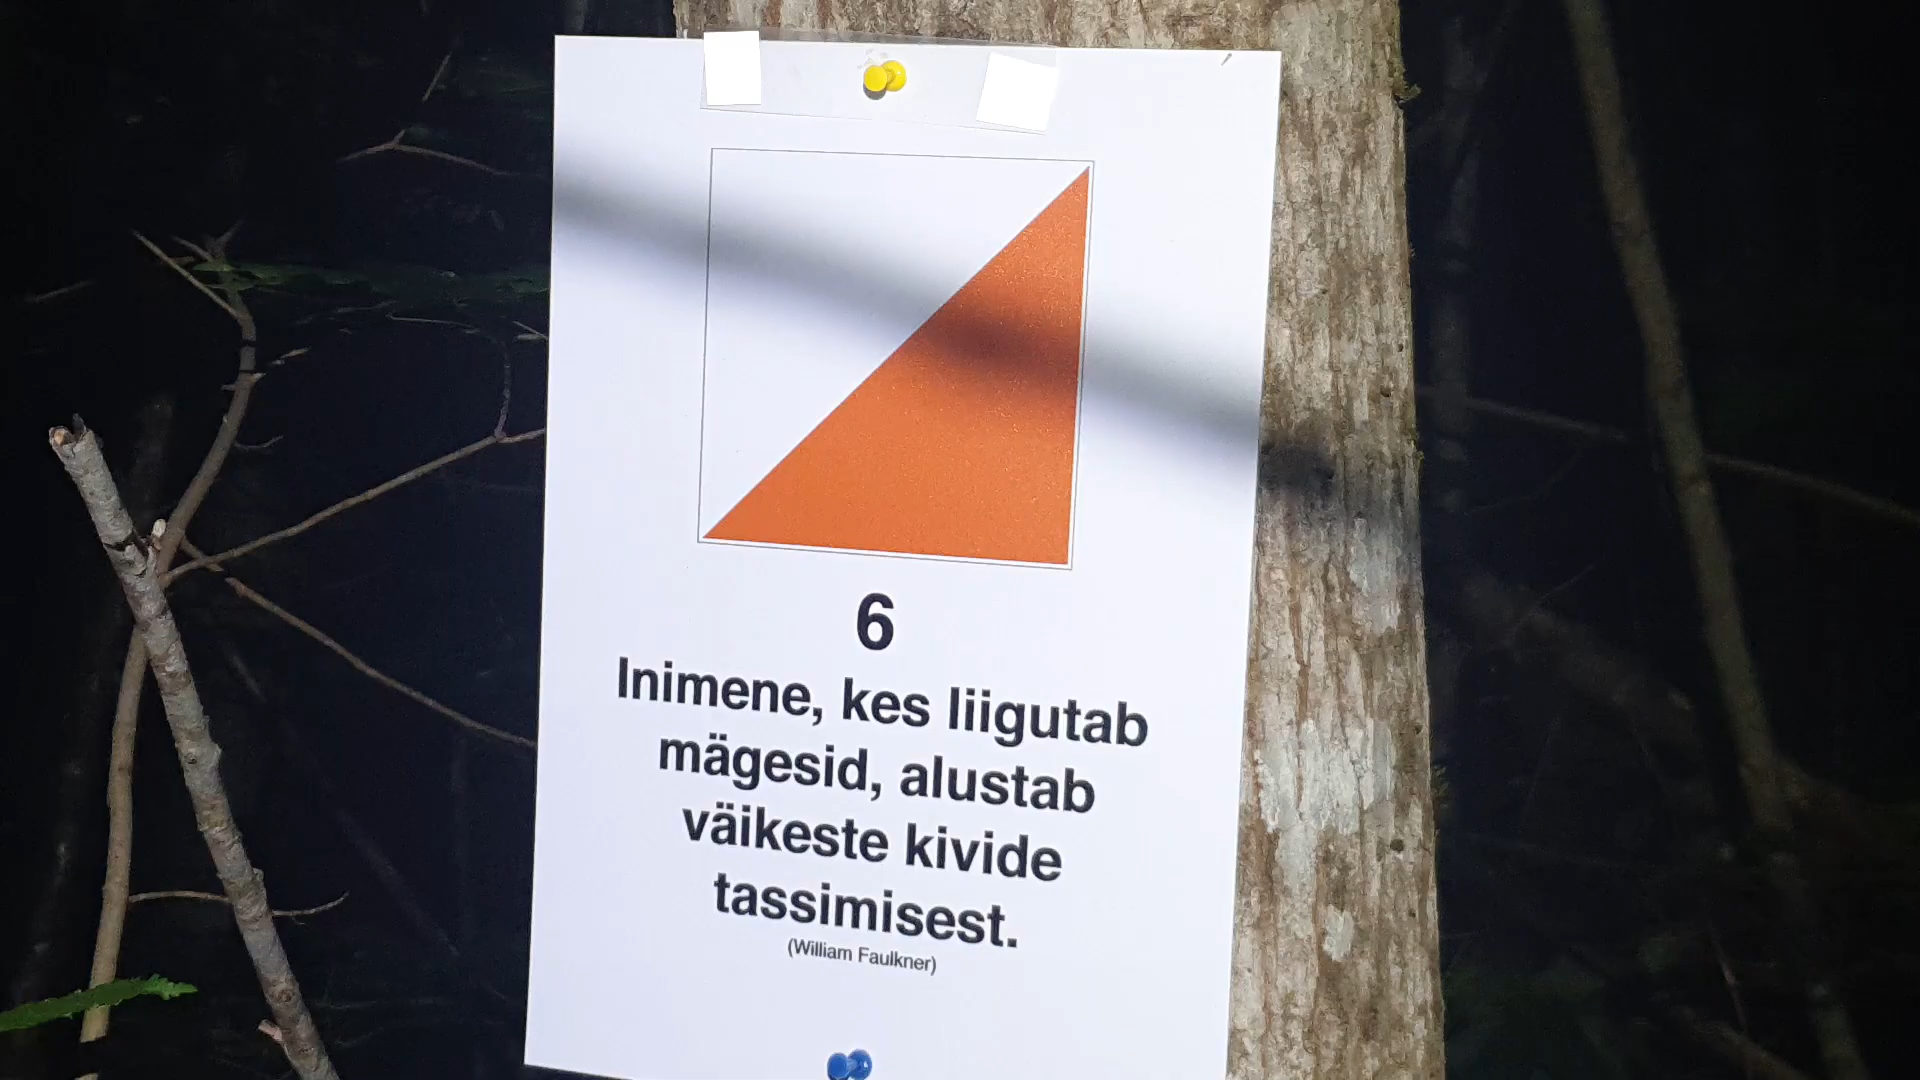 6
Inimene, kes liigutab
mägesid, alustab
väikeste kivide
tassimisest.
(William Faulkner)